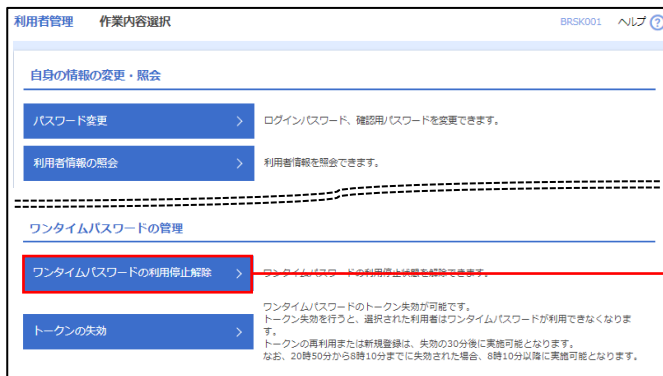 利用者管理 作業内容選択 BRSK001 ヘルプ ?
自身の情報の変更・照会
パスワード変更 ログインパスワード、確認用パスワードを変更できます。
利用者情報の照会 利用者情報を照会できます。
ワンタイムパスワードの管理
ワンタイムパスワードの利用停止解除 ワンタイムパスワードの利用停止状態を解除できます。
ワンタイムパスワードのトークン失効が可能です。
トークン失効を行うと、選択された利用者はワンタイムパスワードが利用できなくなりま
す。
トークンの失効
トークンの再利用または新規登録は、失効の30分後に実施可能となります。
なお、20時50分から8時10分までに失効された場合、8時10分以降に実施可能となります。